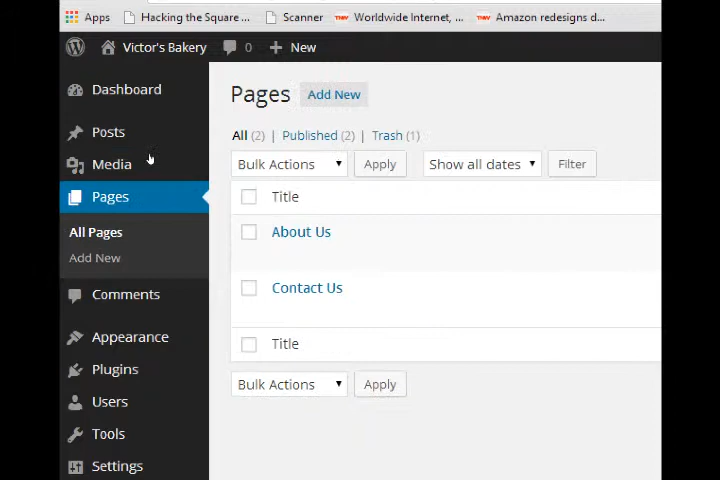 Apps Hacking the Square ... Scanner Worldwide Internet, ... Amazon redesigns d...
Victor's Bakery 0 + New
Dashboard
Posts
Media
Pages
All Pages
Add New
Comments
Appearance
Plugins
Users
Tools
Settings
Pages Add New
All (2) | Published (2) | Trash (1)
Bulk Actions Apply Show all dates Filter
Title
About Us
Contact Us
Title
Bulk Actions Apply